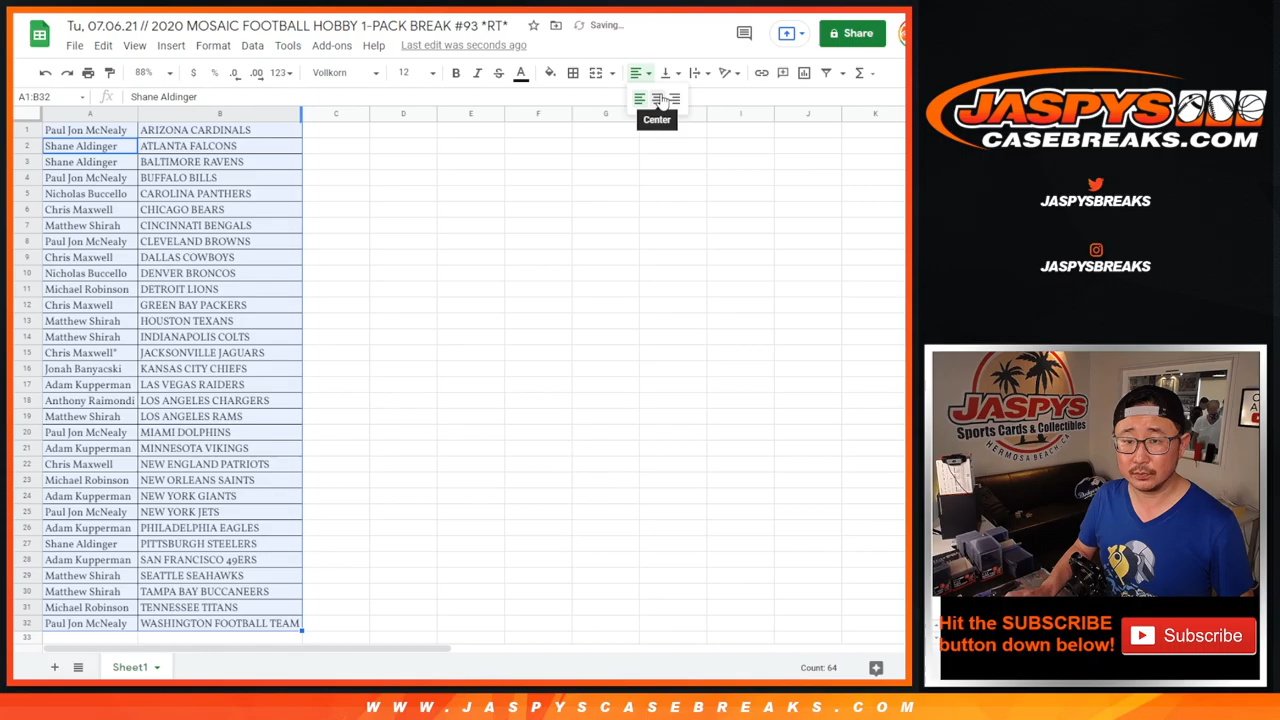 Tu, 07.06.21 // 2020 MOSAIC FOOTBALL HOBBY 1-PACK BREAK #93 *RT*
Saving...
File Edit View Insert Format Data Tools Add-ons Help Last edit was seconds ago
Share
88% $ % .0 .00 123 Vollkorn 12 B I S A
A1:B32 fx Shane Aldinger
Center
A B C D E F G H I J K
1 Paul Jon McNealy ARIZONA CARDINALS
2 Shane Aldinger ATLANTA FALCONS
3 Shane Aldinger BALTIMORE RAVENS
4 Paul Jon McNealy BUFFALO BILLS
5 Nicholas Buccello CAROLINA PANTHERS
6 Chris Maxwell CHICAGO BEARS
7 Matthew Shirah CINCINNATI BENGALS
8 Paul Jon McNealy CLEVELAND BROWNS
9 Chris Maxwell DALLAS COWBOYS
10 Nicholas Buccello DENVER BRONCOS
11 Michael Robinson DETROIT LIONS
12 Chris Maxwell GREEN BAY PACKERS
13 Matthew Shirah HOUSTON TEXANS
14 Matthew Shirah INDIANAPOLIS COLTS
15 Chris Maxwell* JACKSONVILLE JAGUARS
16 Jonah Banyacski KANSAS CITY CHIEFS
17 Adam Kupperman LAS VEGAS RAIDERS
18 Anthony Raimondi LOS ANGELES CHARGERS
19 Matthew Shirah LOS ANGELES RAMS
20 Paul Jon McNealy MIAMI DOLPHINS
21 Adam Kupperman MINNESOTA VIKINGS
22 Chris Maxwell NEW ENGLAND PATRIOTS
23 Michael Robinson NEW ORLEANS SAINTS
24 Adam Kupperman NEW YORK GIANTS
25 Paul Jon McNealy NEW YORK JETS
26 Adam Kupperman PHILADELPHIA EAGLES
27 Shane Aldinger PITTSBURGH STEELERS
28 Adam Kupperman SAN FRANCISCO 49ERS
29 Matthew Shirah SEATTLE SEAHAWKS
30 Matthew Shirah TAMPA BAY BUCCANEERS
31 Michael Robinson TENNESSEE TITANS
32 Paul Jon McNealy WASHINGTON FOOTBALL TEAM
33
Sheet1
Count: 64
JASPYS
CASEBREAKS.COM
JASPYSBREAKS
JASPYSBREAKS
JASPYS
Sports Cards & Collectibles
HERMOSA BEACH, CA
Hit the SUBSCRIBE
button down below!
Subscribe
WWW.JASPYSCASEBREAKS.COM